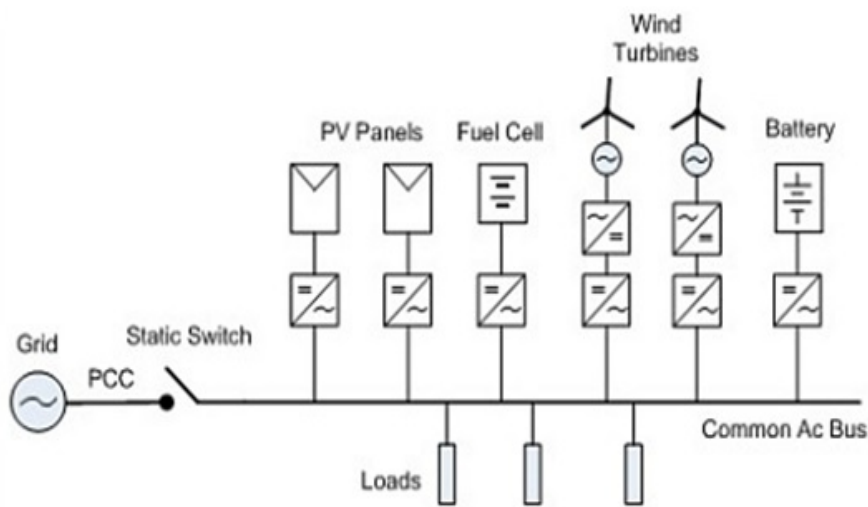 Wind
Turbines
PV Panels
Fuel Cell
Battery
Static Switch
Grid
PCC
Common Ac Bus
Loads